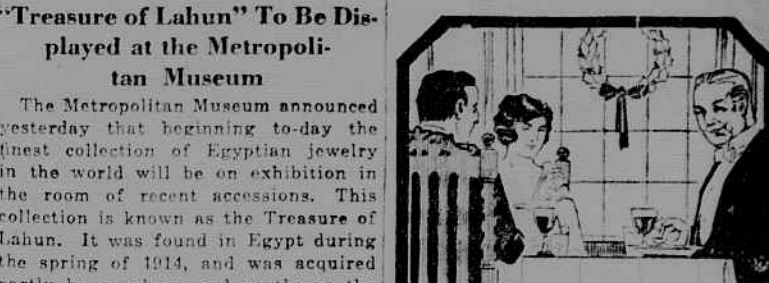 "Treasure of Lahun" To Be Dis-
played at the Metropoli-
tan Museum
The Metropolitan Museum announced
yesterday that beginning to-day the
finest collection of Egyptian jewelry
in the world will be on exhibition in
the room of recent accessions. This
collection is known as the Treasure of
Lahun. It was found in Egypt during
the spring of 1914, and was acquired